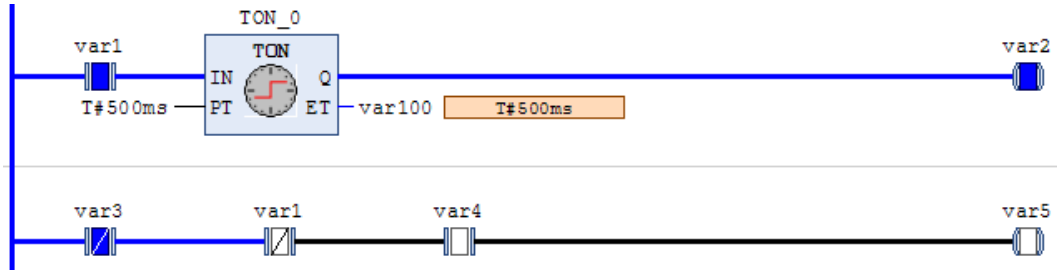 TON_0
var1 TON var2
IN Q
T#500ms PT ET var100 T#500ms
var3 var1 var4 var5